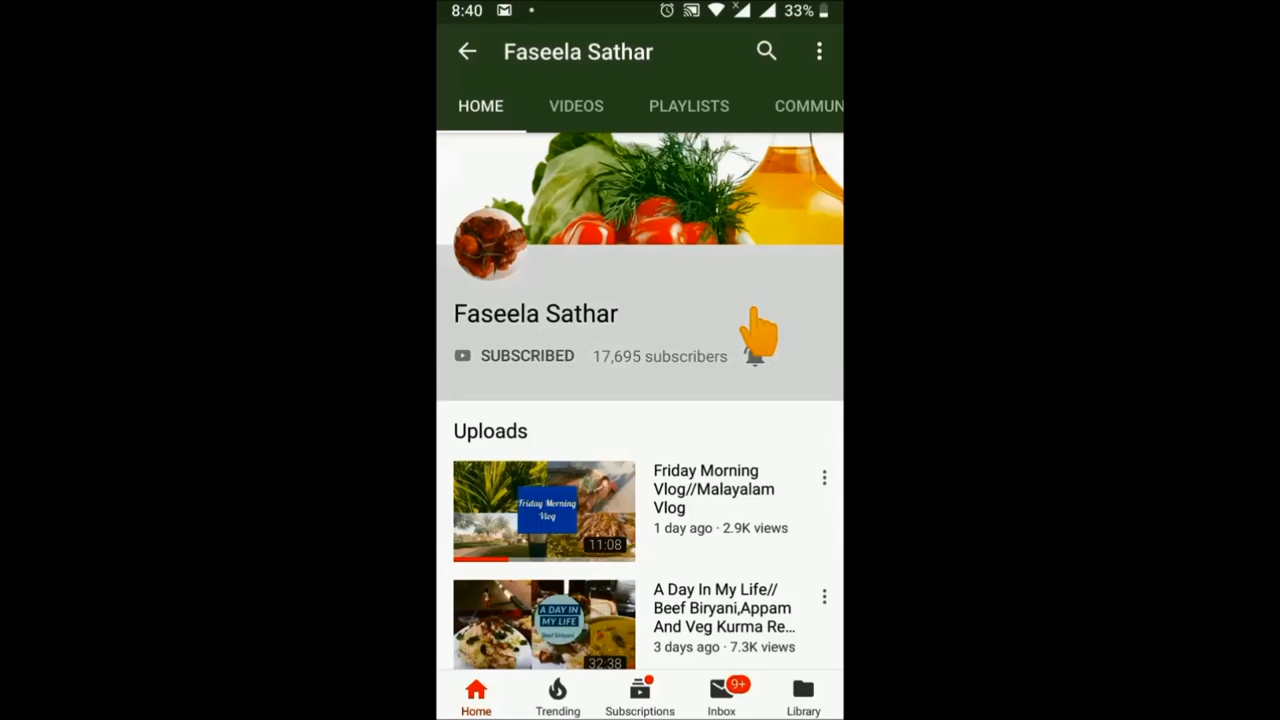 8:40 33%
Faseela Sathar
HOME VIDEOS PLAYLISTS COMMUN
Faseela Sathar
SUBSCRIBED 17,695 subscribers
Uploads
Friday Morning
Vlog//Malayalam
Vlog
1 day ago · 2.9K views
Friday Morning
Vlog
11:08
A Day In My Life//
Beef Biryani,Appam
And Veg Kurma Re...
3 days ago · 7.3K views
A DAY IN
MY LIFE
Beef Biriyani
32:38
Home Trending Subscriptions Inbox 9+ Library